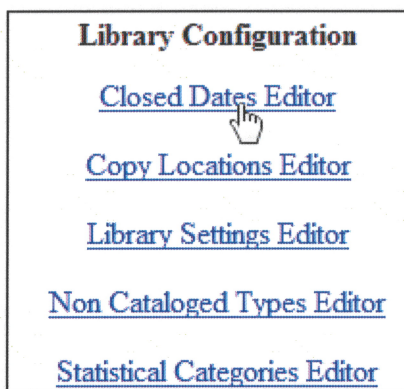 Library Configuration
Closed Dates Editor
Copy Locations Editor
Library Settings Editor
Non Cataloged Types Editor
Statistical Categories Editor